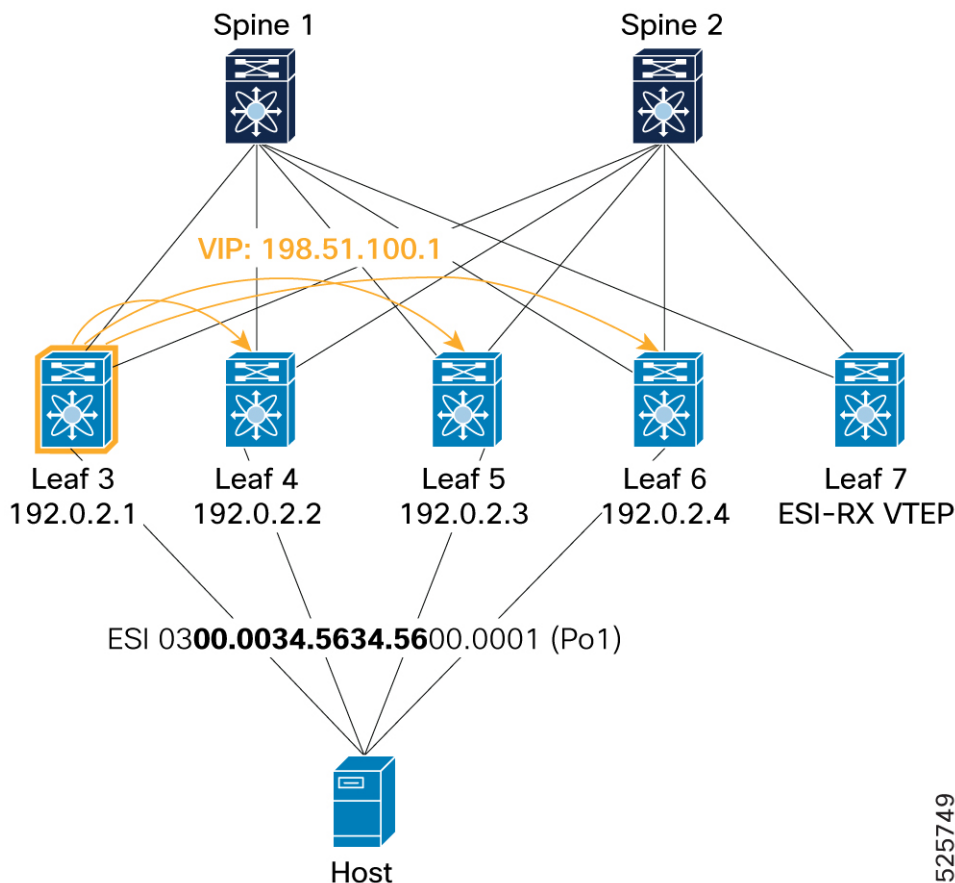 Spine 1
Spine 2
VIP: 198.51.100.1
Leaf 3
192.0.2.1
Leaf 4
192.0.2.2
Leaf 5
192.0.2.3
Leaf 6
192.0.2.4
Leaf 7
ESI-RX VTEP
ESI 0300.0034.5634.5600.0001 (Po1)
Host
525749